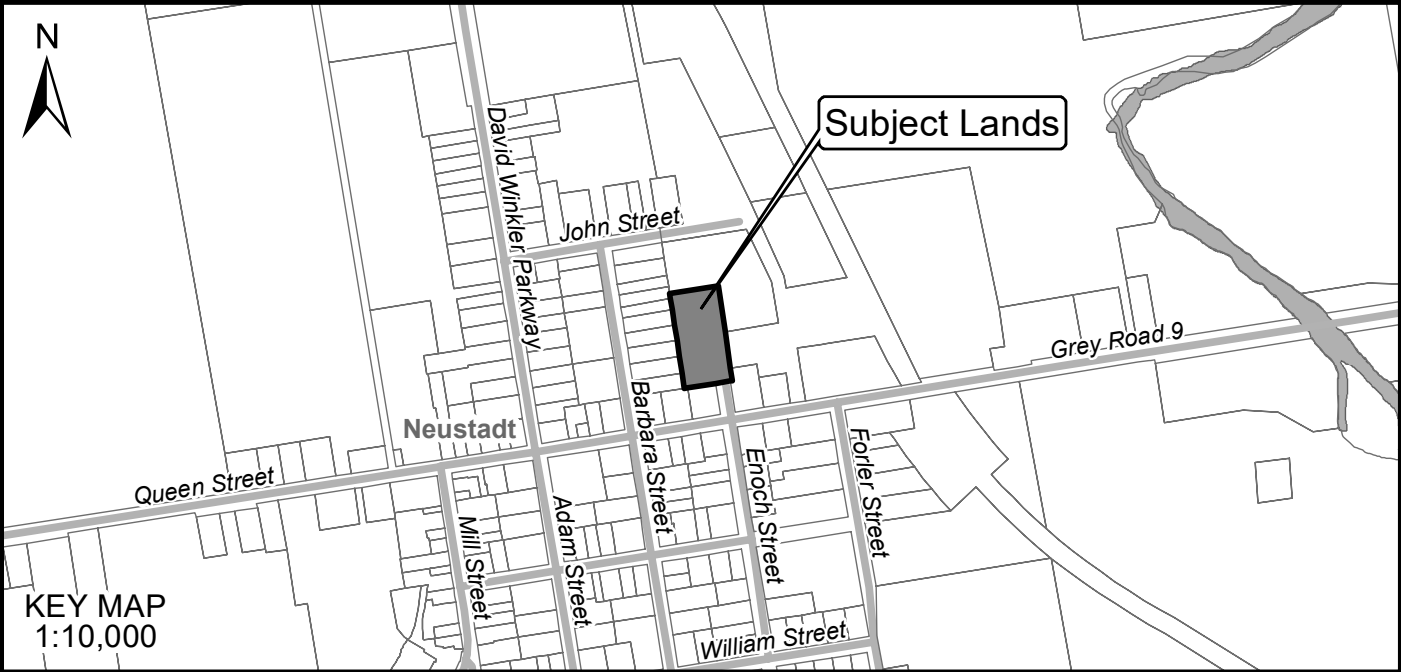 N
Subject Lands
David Winkler Parkway
John Street
Grey Road 9
Barbara Street
Neustadt
Enoch Street
Forler Street
Queen Street
Adam Street
Mill Street
William Street
KEY MAP
1:10,000